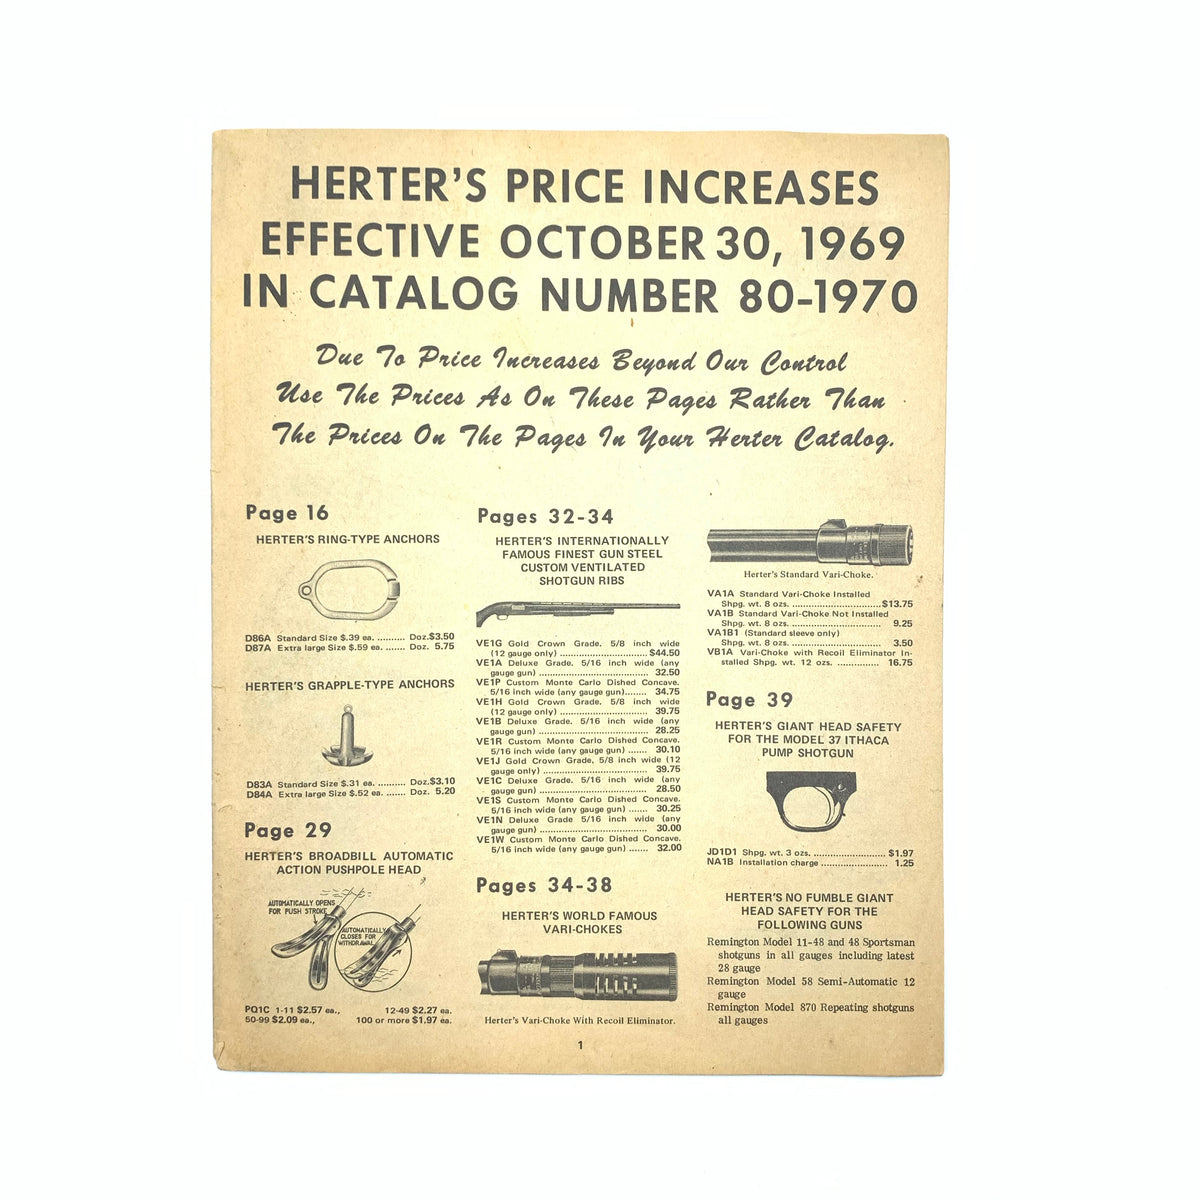 HERTER'S PRICE INCREASES
EFFECTIVE OCTOBER 30, 1969
IN CATALOG NUMBER 80-1970
Due To Price Increases Beyond Our Control
Use The Prices As On These Pages Rather Than
The Prices On The Pages In Your Herter Catalog.
Page 16
HERTER'S RING-TYPE ANCHORS
D86A Standard Size $.39 ea. .......... Doz.$3.50
D87A Extra large Size $.59 ea. ...... Doz. 5.75
HERTER'S GRAPPLE-TYPE ANCHORS
D83A Standard Size $.31 ea. .......... Doz.$3.10
D84A Extra large Size $.52 ea. ....... Doz. 5.20
Page 29
HERTER'S BROADBILL AUTOMATIC
ACTION PUSHPOLE HEAD
AUTOMATICALLY OPENS
FOR PUSH STROKE
AUTOMATICALLY
CLOSES FOR
WITHDRAWAL
PQ1C 1-11 $2.57 ea., 12-49 $2.27 ea.
50-99 $2.09 ea., 100 or more $1.97 ea.
Pages 32-34
HERTER'S INTERNATIONALLY
FAMOUS FINEST GUN STEEL
CUSTOM VENTILATED
SHOTGUN RIBS
VE1G Gold Crown Grade. 5/8 inch wide
(12 gauge only) .............................. $44.50
VE1A Deluxe Grade. 5/16 inch wide (any
gauge gun) .................................... 32.50
VE1P Custom Monte Carlo Dished Concave.
5/16 inch wide (any gauge gun)....... 34.75
VE1H Gold Crown Grade. 5/8 inch wide
(12 gauge only) ............................... 39.75
VE1B Deluxe Grade. 5/16 inch wide (any
gauge gun) .................................... 28.25
VE1R Custom Monte Carlo Dished Concave.
5/16 inch wide (any gauge gun) ...... 30.10
VE1J Gold Crown Grade, 5/8 inch wide (12
gauge only) .................................... 39.75
VE1C Deluxe Grade. 5/16 inch wide (any
gauge gun) .................................... 28.50
VE1S Custom Monte Carlo Dished Concave.
5/16 inch wide (any gauge gun) ...... 30.25
VE1N Deluxe Grade 5/16 inch wide (any
gauge gun) .................................... 30.00
VE1W Custom Monte Carlo Dished Concave.
5/16 inch wide (any gauge gun) ...... 32.00
Pages 34-38
HERTER'S WORLD FAMOUS
VARI-CHOKES
Herter's Vari-Choke With Recoil Eliminator.
Herter's Standard Vari-Choke.
VA1A Standard Vari-Choke Installed
Shpg. wt. 8 ozs. ..............................$13.75
VA1B Standard Vari-Choke Not Installed
Shpg. wt. 8 ozs. .............................. 9.25
VA1B1 (Standard sleeve only)
Shpg. wt. 8 ozs. .............................. 3.50
VB1A Vari-Choke with Recoil Eliminator In-
stalled Shpg. wt. 12 ozs. .............. 16.75
Page 39
HERTER'S GIANT HEAD SAFETY
FOR THE MODEL 37 ITHACA
PUMP SHOTGUN
JD1D1 Shpg. wt. 3 ozs. ........................ $1.97
NA1B Installation charge ...................... 1.25
HERTER'S NO FUMBLE GIANT
HEAD SAFETY FOR THE
FOLLOWING GUNS
Remington Model 11-48 and 48 Sportsman
shotguns in all gauges including latest
28 gauge
Remington Model 58 Semi-Automatic 12
gauge
Remington Model 870 Repeating shotguns
all gauges
1